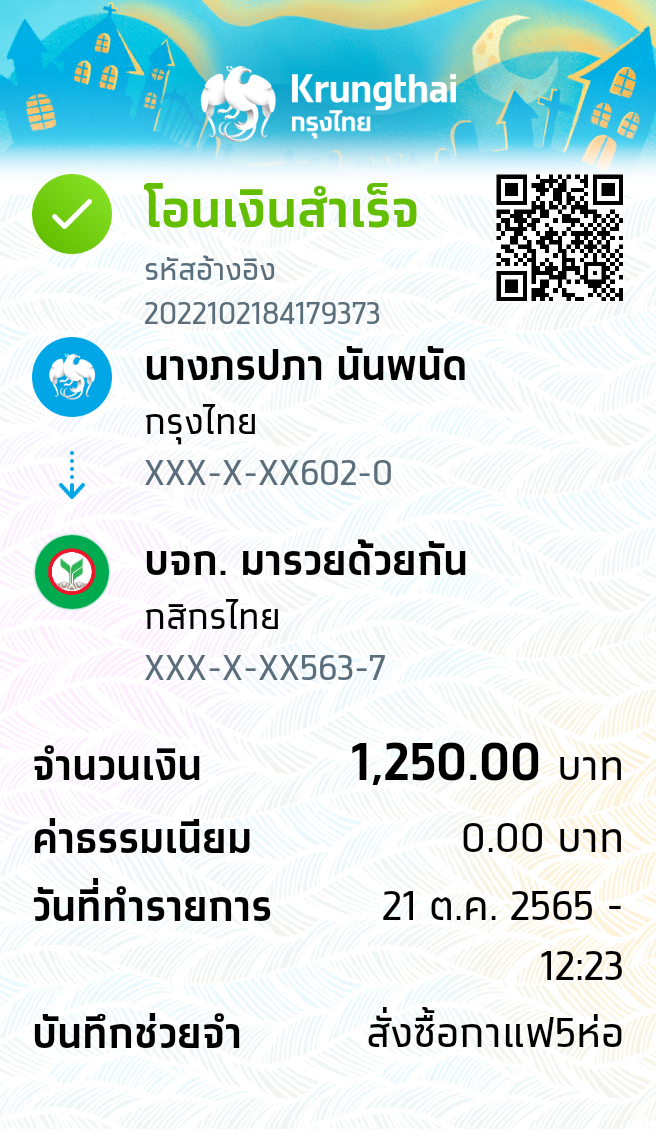 Krungthai
กรุงไทย
โอนเงินสำเร็จ
รหัสอ้างอิง
2022102184179373
นางภรปภา นันพนัด
กรุงไทย
XXX-X-XX602-0
บจก. มารวยด้วยกัน
กสิกรไทย
XXX-X-XX563-7
จำนวนเงิน 1,250.00 บาท
ค่าธรรมเนียม 0.00 บาท
วันที่ทำรายการ 21 ต.ค. 2565 -
12:23
บันทึกช่วยจำ สั่งซื้อกาแฟ5ห่อ